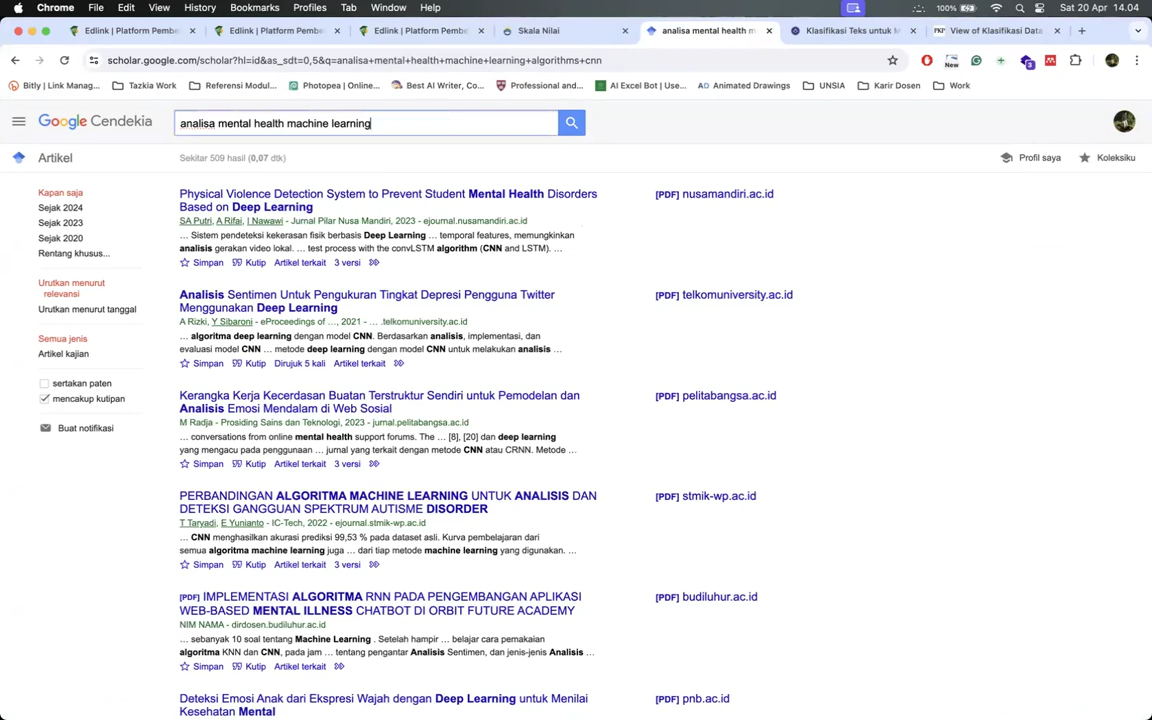 Chrome File Edit View History Bookmarks Profiles Tab Window Help 100% Sat 20 Apr 14.04
Edlink | Platform Pembe Edlink | Platform Pembe Edlink | Platform Pembe Skala Nilai analisa mental health m Klasifikasi Teks untuk M View of Klasifikasi Data
scholar.google.com/scholar?hl=id&as_sdt=0,5&q=analisa+mental+health+machine+learning+algorithms+cnn New 3
Bitly | Link Manag... Tazkia Work Referensi Modul... Photopea | Online... Best AI Writer, Co... Professional and... AI Excel Bot | Use... AD Animated Drawings UNSIA Karir Dosen Work
Google Cendekia analisa mental health machine learning
Artikel Sekitar 509 hasil (0,07 dtk) Profil saya Koleksiku
Kapan saja
Sejak 2024
Sejak 2023
Sejak 2020
Rentang khusus...
Urutkan menurut
relevansi
Urutkan menurut tanggal
Semua jenis
Artikel kajian
sertakan paten
mencakup kutipan
Buat notifikasi
Physical Violence Detection System to Prevent Student Mental Health Disorders
Based on Deep Learning
[PDF] nusamandiri.ac.id
SA Putri, A Rifai, I Nawawi - Jurnal Pilar Nusa Mandiri, 2023 - ejournal.nusamandiri.ac.id
... Sistem pendeteksi kekerasan fisik berbasis Deep Learning ... temporal features, memungkinkan
analisis gerakan video lokal. ... test process with the convLSTM algorithm (CNN and LSTM). ...
Simpan Kutip Artikel terkait 3 versi
Analisis Sentimen Untuk Pengukuran Tingkat Depresi Pengguna Twitter
Menggunakan Deep Learning
[PDF] telkomuniversity.ac.id
A Rizki, Y Sibaroni - eProceedings of ..., 2021 - ... .telkomuniversity.ac.id
... algoritma deep learning dengan model CNN. Berdasarkan analisis, implementasi, dan
evaluasi model CNN ... metode deep learning dengan model CNN untuk melakukan analisis ...
Simpan Kutip Dirujuk 5 kali Artikel terkait
Kerangka Kerja Kecerdasan Buatan Terstruktur Sendiri untuk Pemodelan dan
Analisis Emosi Mendalam di Web Sosial
[PDF] pelitabangsa.ac.id
M Radja - Prosiding Sains dan Teknologi, 2023 - jurnal.pelitabangsa.ac.id
... conversations from online mental health support forums. The ... [8], [20] dan deep learning
yang mengacu pada penggunaan ... jurnal yang terkait dengan metode CNN atau CRNN. Metode ...
Simpan Kutip Artikel terkait 3 versi
PERBANDINGAN ALGORITMA MACHINE LEARNING UNTUK ANALISIS DAN
DETEKSI GANGGUAN SPEKTRUM AUTISME DISORDER
[PDF] stmik-wp.ac.id
T Taryadi, E Yunianto - IC-Tech, 2022 - ejournal.stmik-wp.ac.id
... CNN menghasilkan akurasi prediksi 99,53 % pada dataset asli. Kurva pembelajaran dari
semua algoritma machine learning juga ... dari tiap metode machine learning yang digunakan. ...
Simpan Kutip Artikel terkait 3 versi
[PDF] IMPLEMENTASI ALGORITMA RNN PADA PENGEMBANGAN APLIKASI
WEB-BASED MENTAL ILLNESS CHATBOT DI ORBIT FUTURE ACADEMY
[PDF] budiluhur.ac.id
NIM NAMA - dirdosen.budiluhur.ac.id
... sebanyak 10 soal tentang Machine Learning . Setelah hampir ... belajar cara pemakaian
algoritma KNN dan CNN, pada jam ... tentang pengantar Analisis Sentimen, dan jenis-jenis Analisis ...
Simpan Kutip Artikel terkait
Deteksi Emosi Anak dari Ekspresi Wajah dengan Deep Learning untuk Menilai
Kesehatan Mental
[PDF] pnb.ac.id